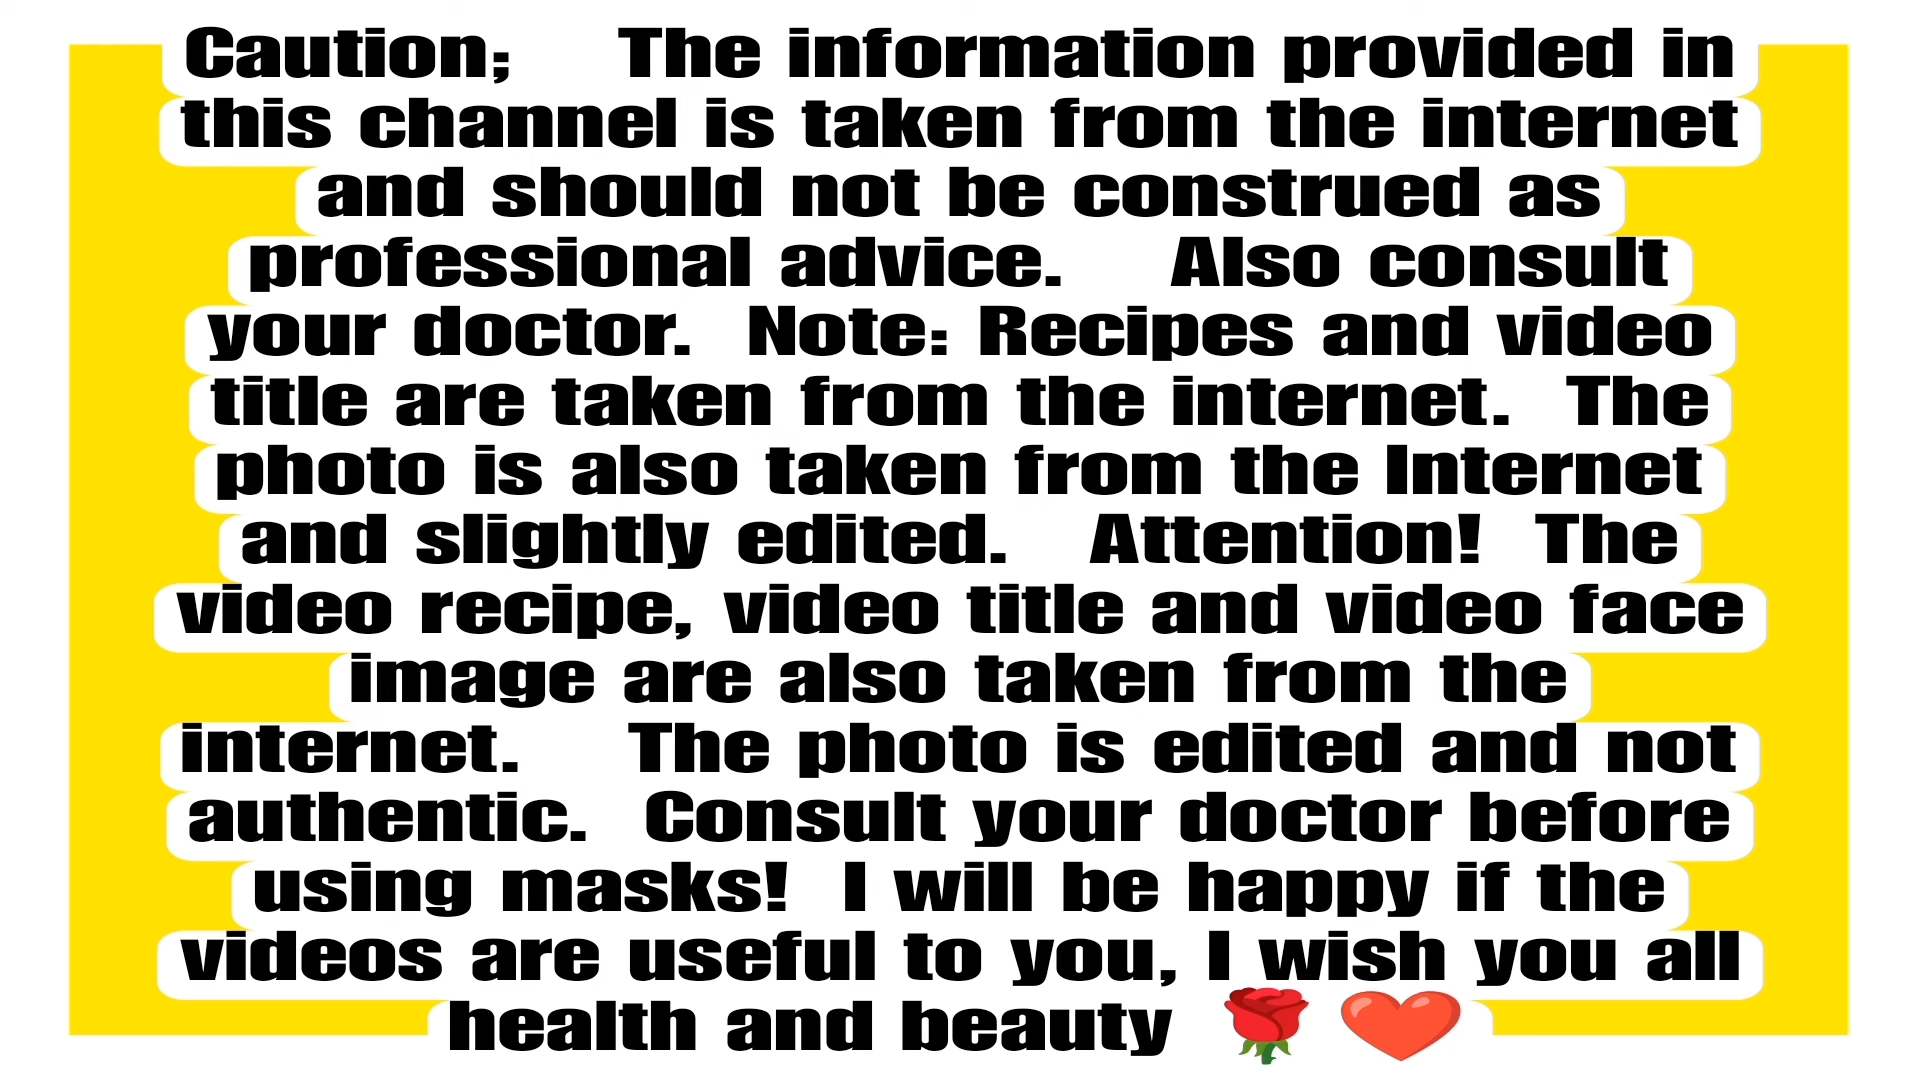 Caution; The information provided in
this channel is taken from the internet
and should not be construed as
professional advice. Also consult
your doctor. Note: Recipes and video
title are taken from the internet. The
photo is also taken from the Internet
and slightly edited. Attention! The
video recipe, video title and video face
image are also taken from the
internet. The photo is edited and not
authentic. Consult your doctor before
using masks! I will be happy if the
videos are useful to you, I wish you all
health and beauty 🌹 ❤️